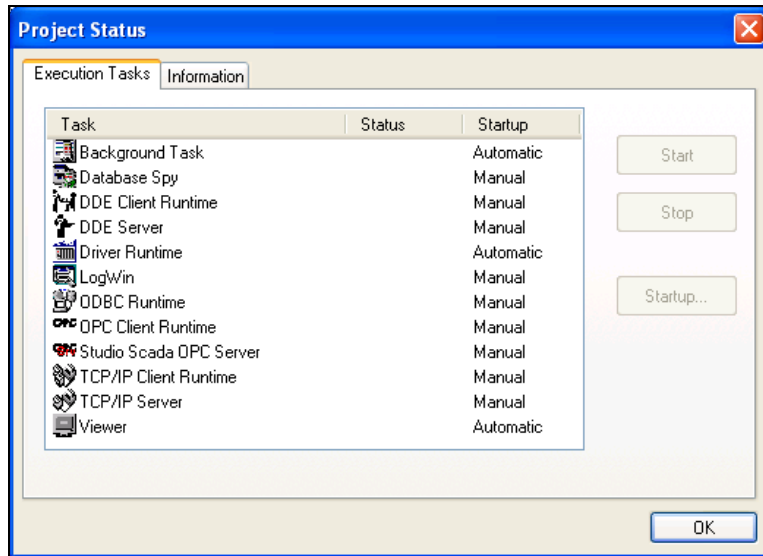 Project Status
Execution Tasks Information
Task Status Startup
Background Task Automatic
Database Spy Manual
DDE Client Runtime Manual
DDE Server Manual
Driver Runtime Automatic
LogWin Manual
ODBC Runtime Manual
OPC Client Runtime Manual
Studio Scada OPC Server Manual
TCP/IP Client Runtime Manual
TCP/IP Server Manual
Viewer Automatic
Start
Stop
Startup...
OK